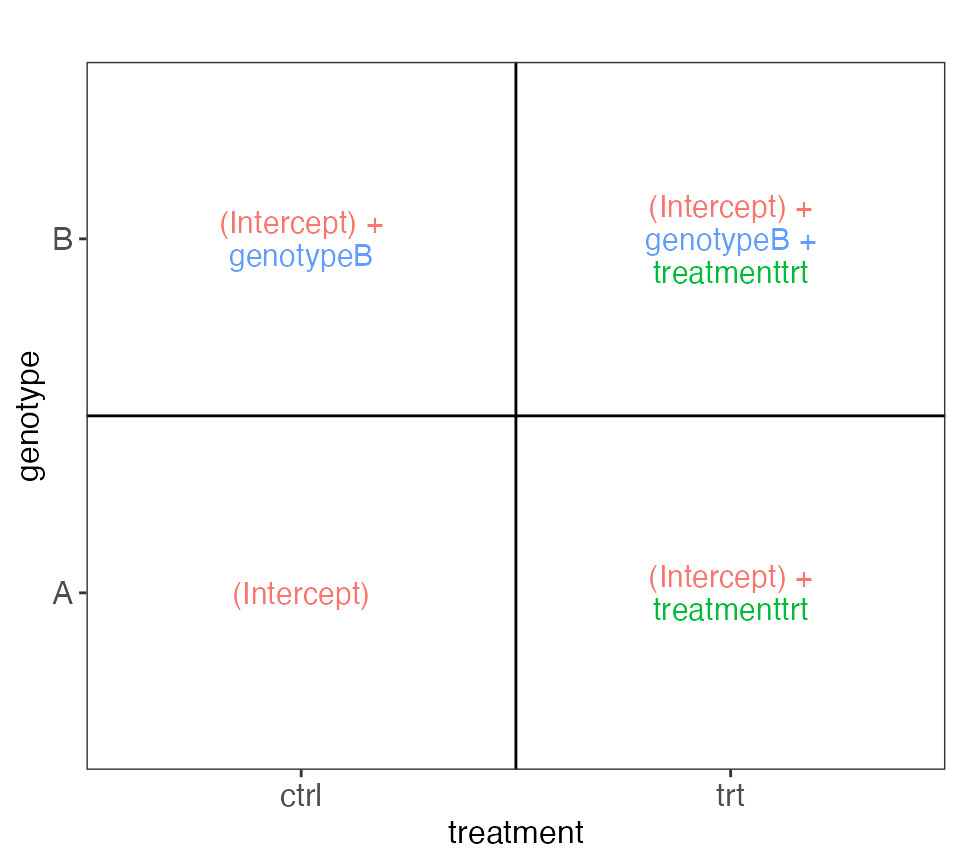 genotype
B
(Intercept) +
genotypeB
(Intercept) +
genotypeB +
treatmenttrt
A
(Intercept)
(Intercept) +
treatmenttrt
ctrl
trt
treatment